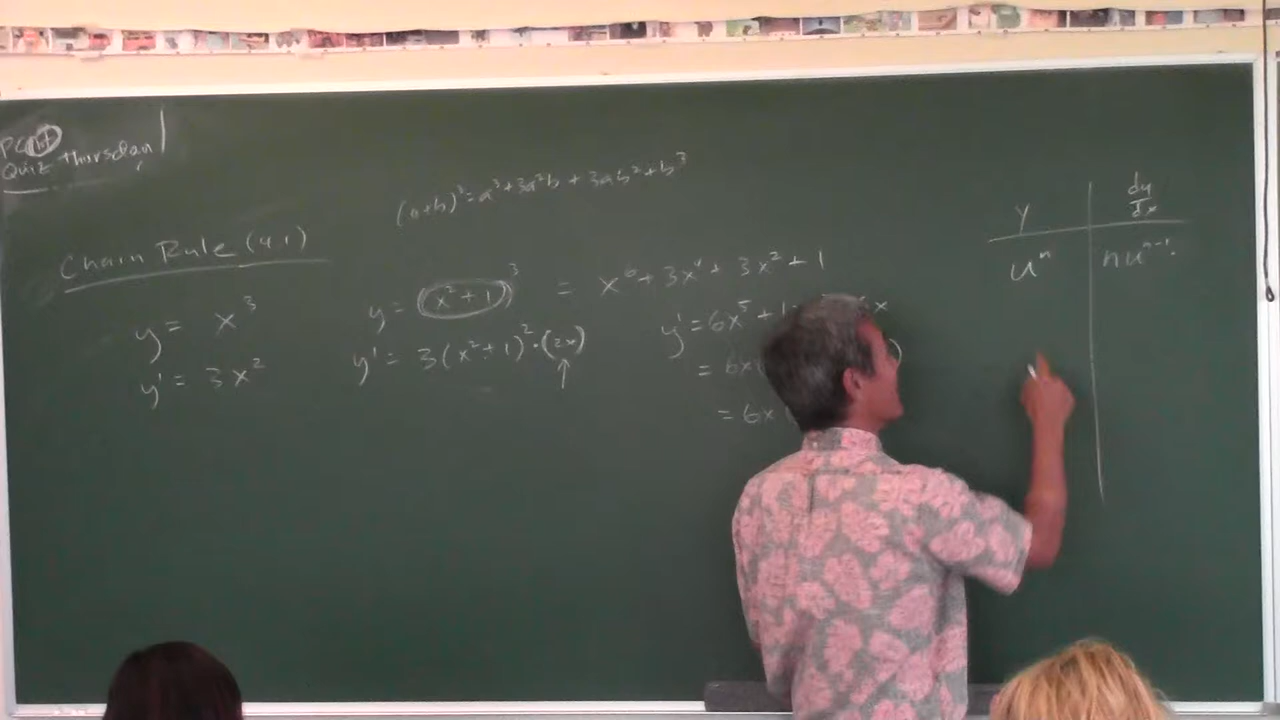 Quiz Thursday
(a+b)³ = a³+3a²b + 3ab²+b³
Chain Rule (4.1)
y = x³
y' = 3x²
y = (x²+1)³ = x⁶+3x⁴+3x²+1
y' = 3(x²+1)²·(2x)
y' = 6x⁵+1
x
= 6x
)
= 6x
y
dy/dx
uⁿ
nuⁿ⁻¹·